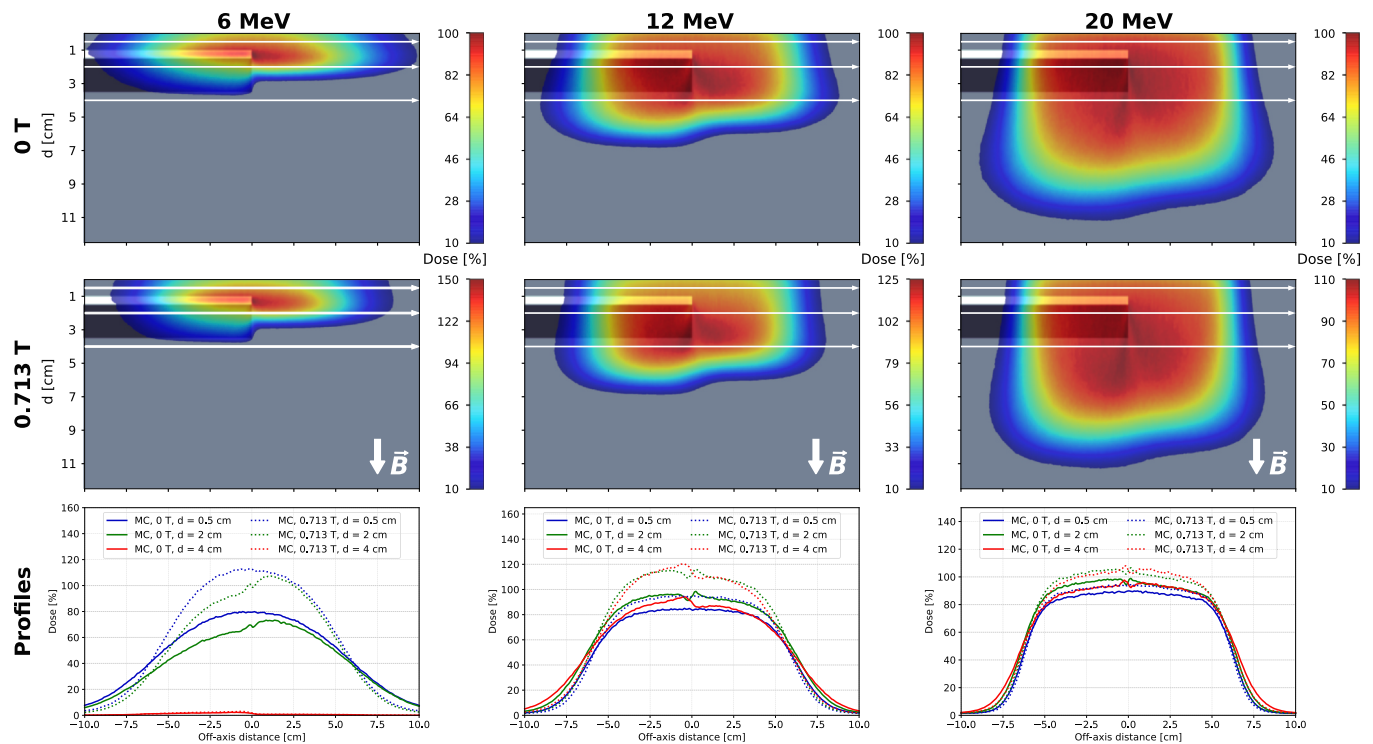 6 MeV
12 MeV
20 MeV
0 T
d [cm]
1
3
5
7
9
11
100
82
64
46
28
10
100
82
64
46
28
10
100
82
64
46
28
10
Dose [%]
Dose [%]
Dose [%]
0.713 T
d [cm]
1
3
5
7
9
11
B
150
122
94
66
38
10
B
125
102
79
56
33
10
B
110
90
70
50
30
10
Profiles
Dose [%]
160
140
120
100
80
60
40
20
0
MC, 0 T, d = 0.5 cm
MC, 0 T, d = 2 cm
MC, 0 T, d = 4 cm
MC, 0.713 T, d = 0.5 cm
MC, 0.713 T, d = 2 cm
MC, 0.713 T, d = 4 cm
−10.0 −7.5 −5.0 −2.5 0.0 2.5 5.0 7.5 10.0
Off-axis distance [cm]
Dose [%]
160
140
120
100
80
60
40
20
0
MC, 0 T, d = 0.5 cm
MC, 0 T, d = 2 cm
MC, 0 T, d = 4 cm
MC, 0.713 T, d = 0.5 cm
MC, 0.713 T, d = 2 cm
MC, 0.713 T, d = 4 cm
−10.0 −7.5 −5.0 −2.5 0.0 2.5 5.0 7.5 10.0
Off-axis distance [cm]
Dose [%]
140
120
100
80
60
40
20
0
MC, 0 T, d = 0.5 cm
MC, 0 T, d = 2 cm
MC, 0 T, d = 4 cm
MC, 0.713 T, d = 0.5 cm
MC, 0.713 T, d = 2 cm
MC, 0.713 T, d = 4 cm
−10.0 −7.5 −5.0 −2.5 0.0 2.5 5.0 7.5 10.0
Off-axis distance [cm]